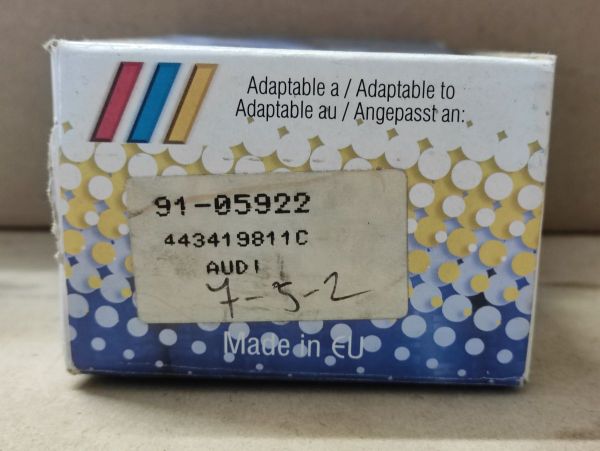 Adaptable a / Adaptable to
Adaptable au / Angepasst an:
91-05922
443419811C
AUDI
7-5-2
Made in EU